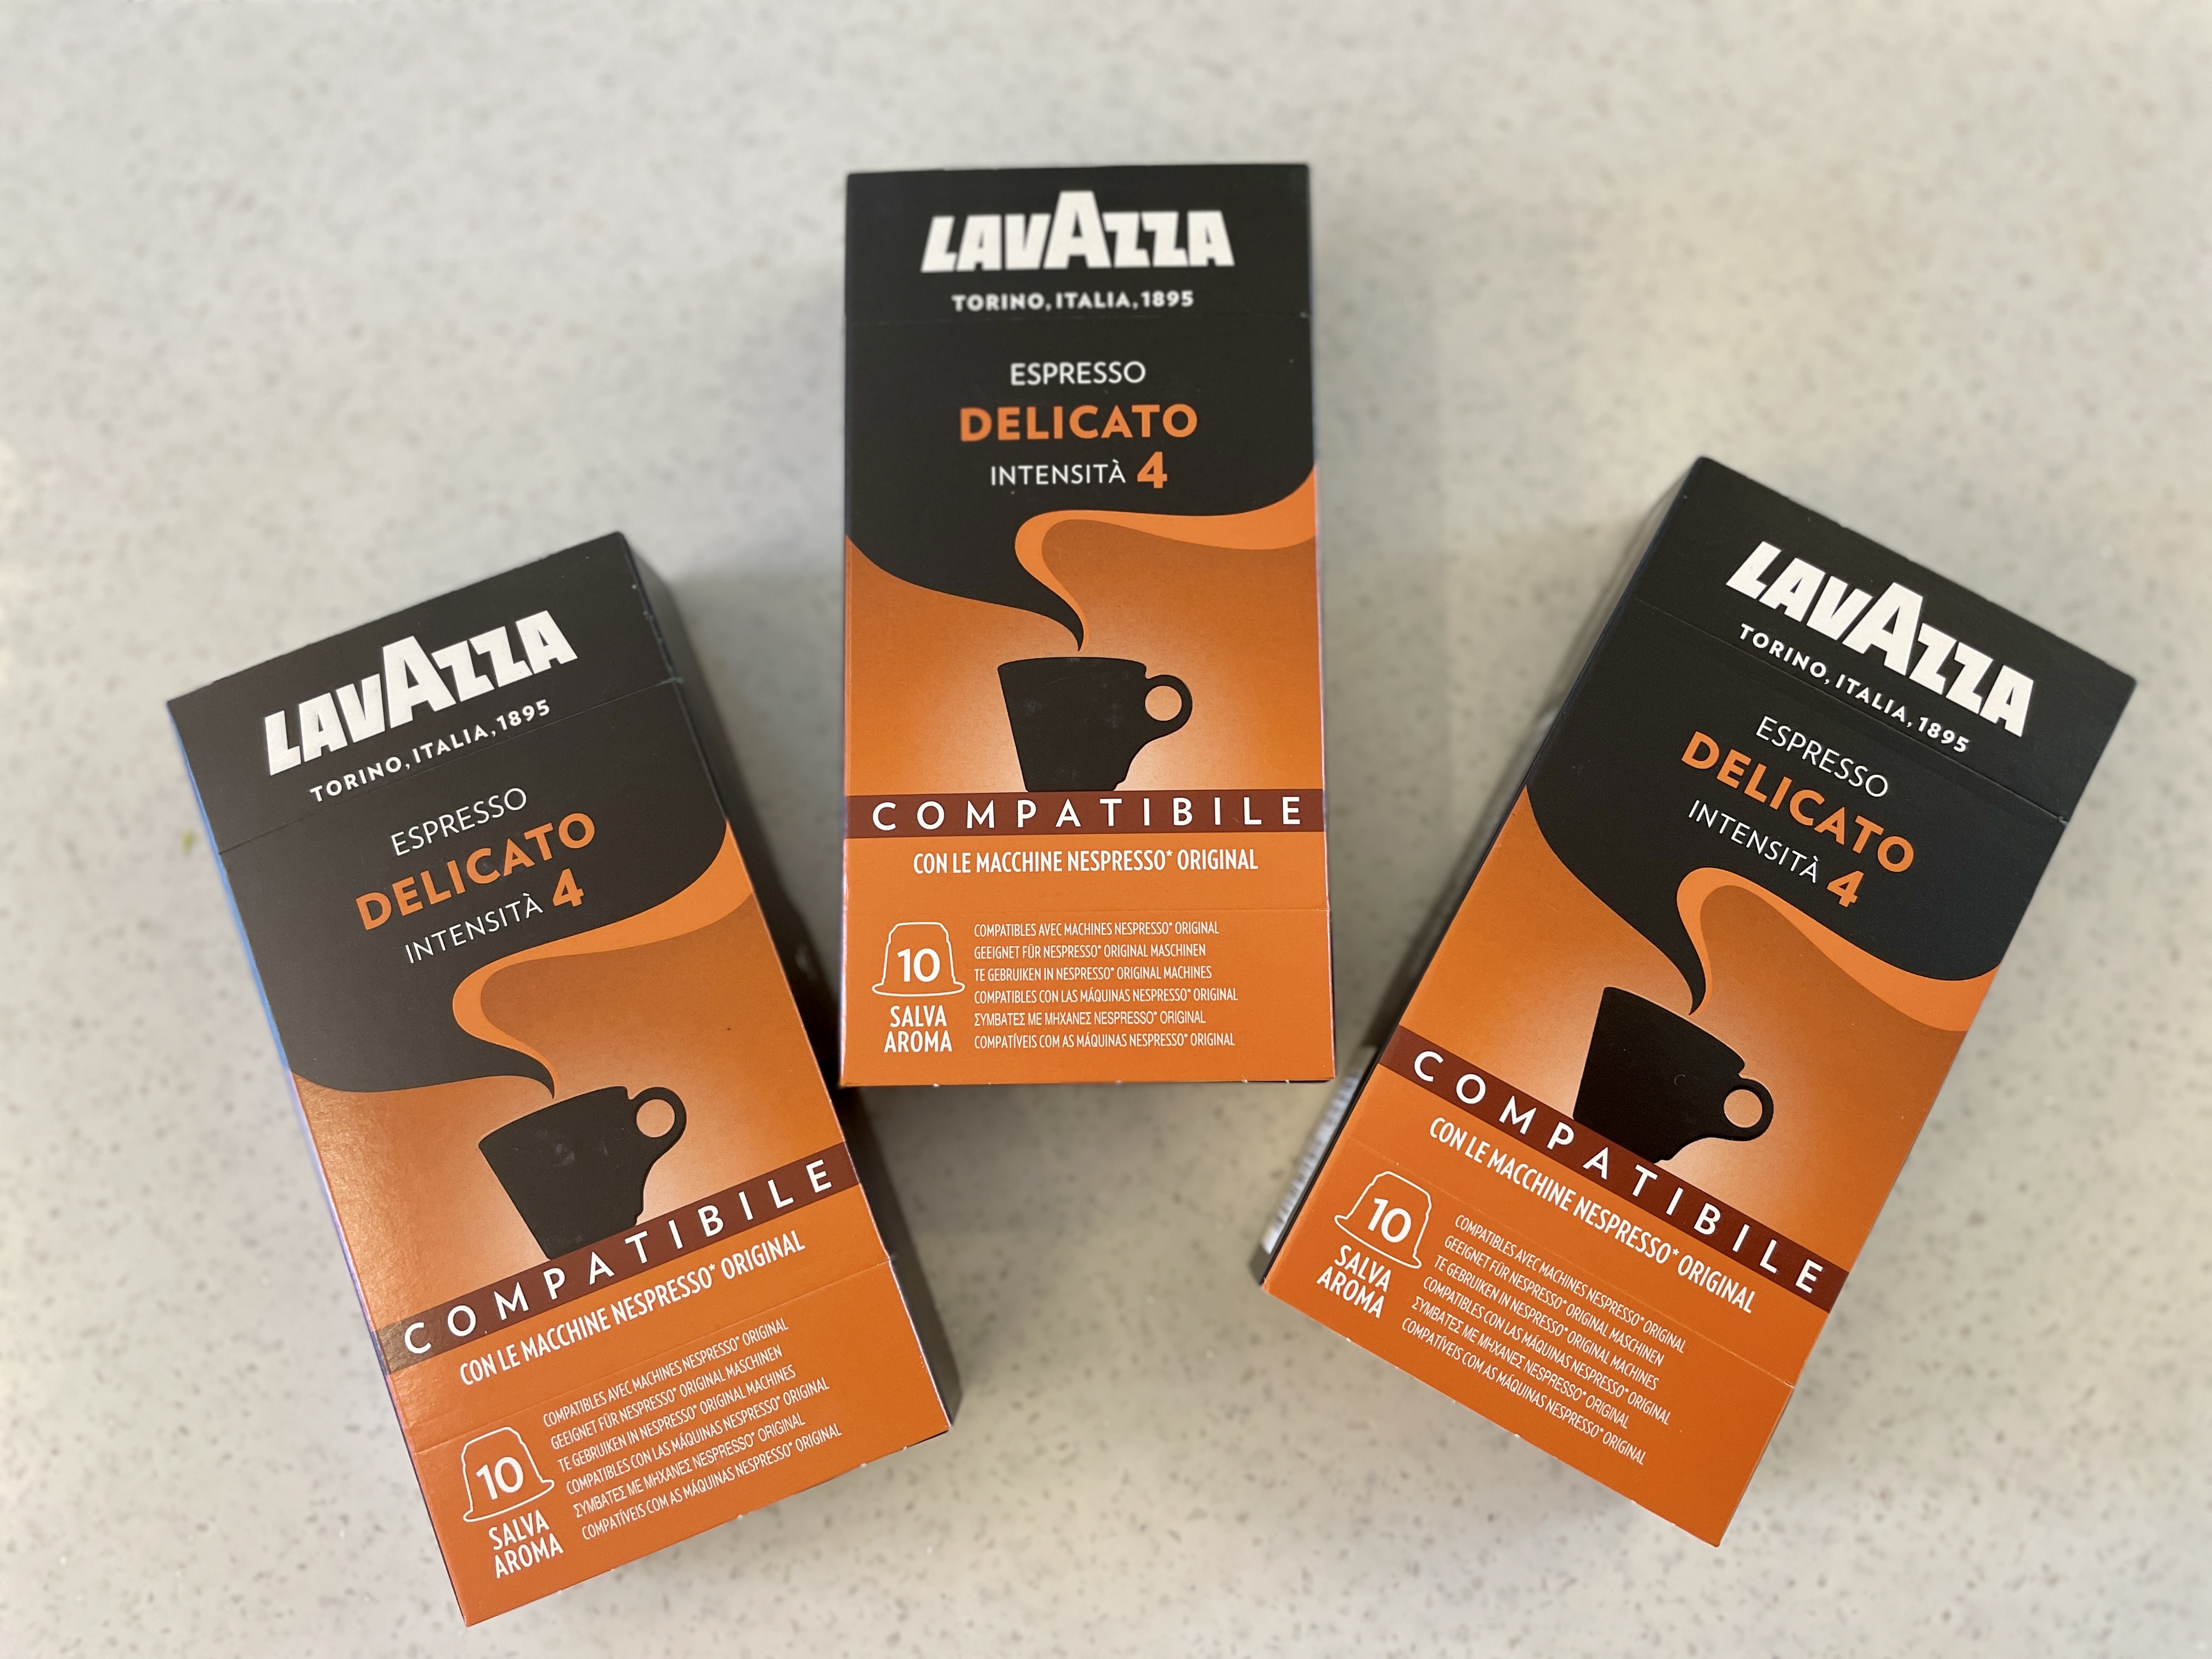 LAVAZZA
TORINO, ITALIA, 1895
ESPRESSO
DELICATO
INTENSITÀ 4
COMPATIBILE
CON LE MACCHINE NESPRESSO* ORIGINAL
10
SALVA
AROMA
COMPATIBLES AVEC MACHINES NESPRESSO* ORIGINAL
GEEIGNET FÜR NESPRESSO* ORIGINAL MASCHINEN
TE GEBRUIKEN IN NESPRESSO* ORIGINAL MACHINES
COMPATIBLES CON LAS MÁQUINAS NESPRESSO* ORIGINAL
ΣΥΜΒΑΤΕΣ ΜΕ ΜΗΧΑΝΕΣ NESPRESSO* ORIGINAL
COMPATÍVEIS COM AS MÁQUINAS NESPRESSO* ORIGINAL
LAVAZZA
TORINO, ITALIA, 1895
ESPRESSO
DELICATO
INTENSITÀ 4
COMPATIBILE
CON LE MACCHINE NESPRESSO* ORIGINAL
10
SALVA
AROMA
COMPATIBLES AVEC MACHINES NESPRESSO* ORIGINAL
GEEIGNET FÜR NESPRESSO* ORIGINAL MASCHINEN
TE GEBRUIKEN IN NESPRESSO* ORIGINAL MACHINES
COMPATIBLES CON LAS MÁQUINAS NESPRESSO* ORIGINAL
ΣΥΜΒΑΤΕΣ ΜΕ ΜΗΧΑΝΕΣ NESPRESSO* ORIGINAL
COMPATÍVEIS COM AS MÁQUINAS NESPRESSO* ORIGINAL
LAVAZZA
TORINO, ITALIA, 1895
ESPRESSO
DELICATO
INTENSITÀ 4
COMPATIBILE
CON LE MACCHINE NESPRESSO* ORIGINAL
10
SALVA
AROMA
COMPATIBLES AVEC MACHINES NESPRESSO* ORIGINAL
GEEIGNET FÜR NESPRESSO* ORIGINAL MASCHINEN
TE GEBRUIKEN IN NESPRESSO* ORIGINAL MACHINES
COMPATIBLES CON LAS MÁQUINAS NESPRESSO* ORIGINAL
ΣΥΜΒΑΤΕΣ ΜΕ ΜΗΧΑΝΕΣ NESPRESSO* ORIGINAL
COMPATÍVEIS COM AS MÁQUINAS NESPRESSO* ORIGINAL